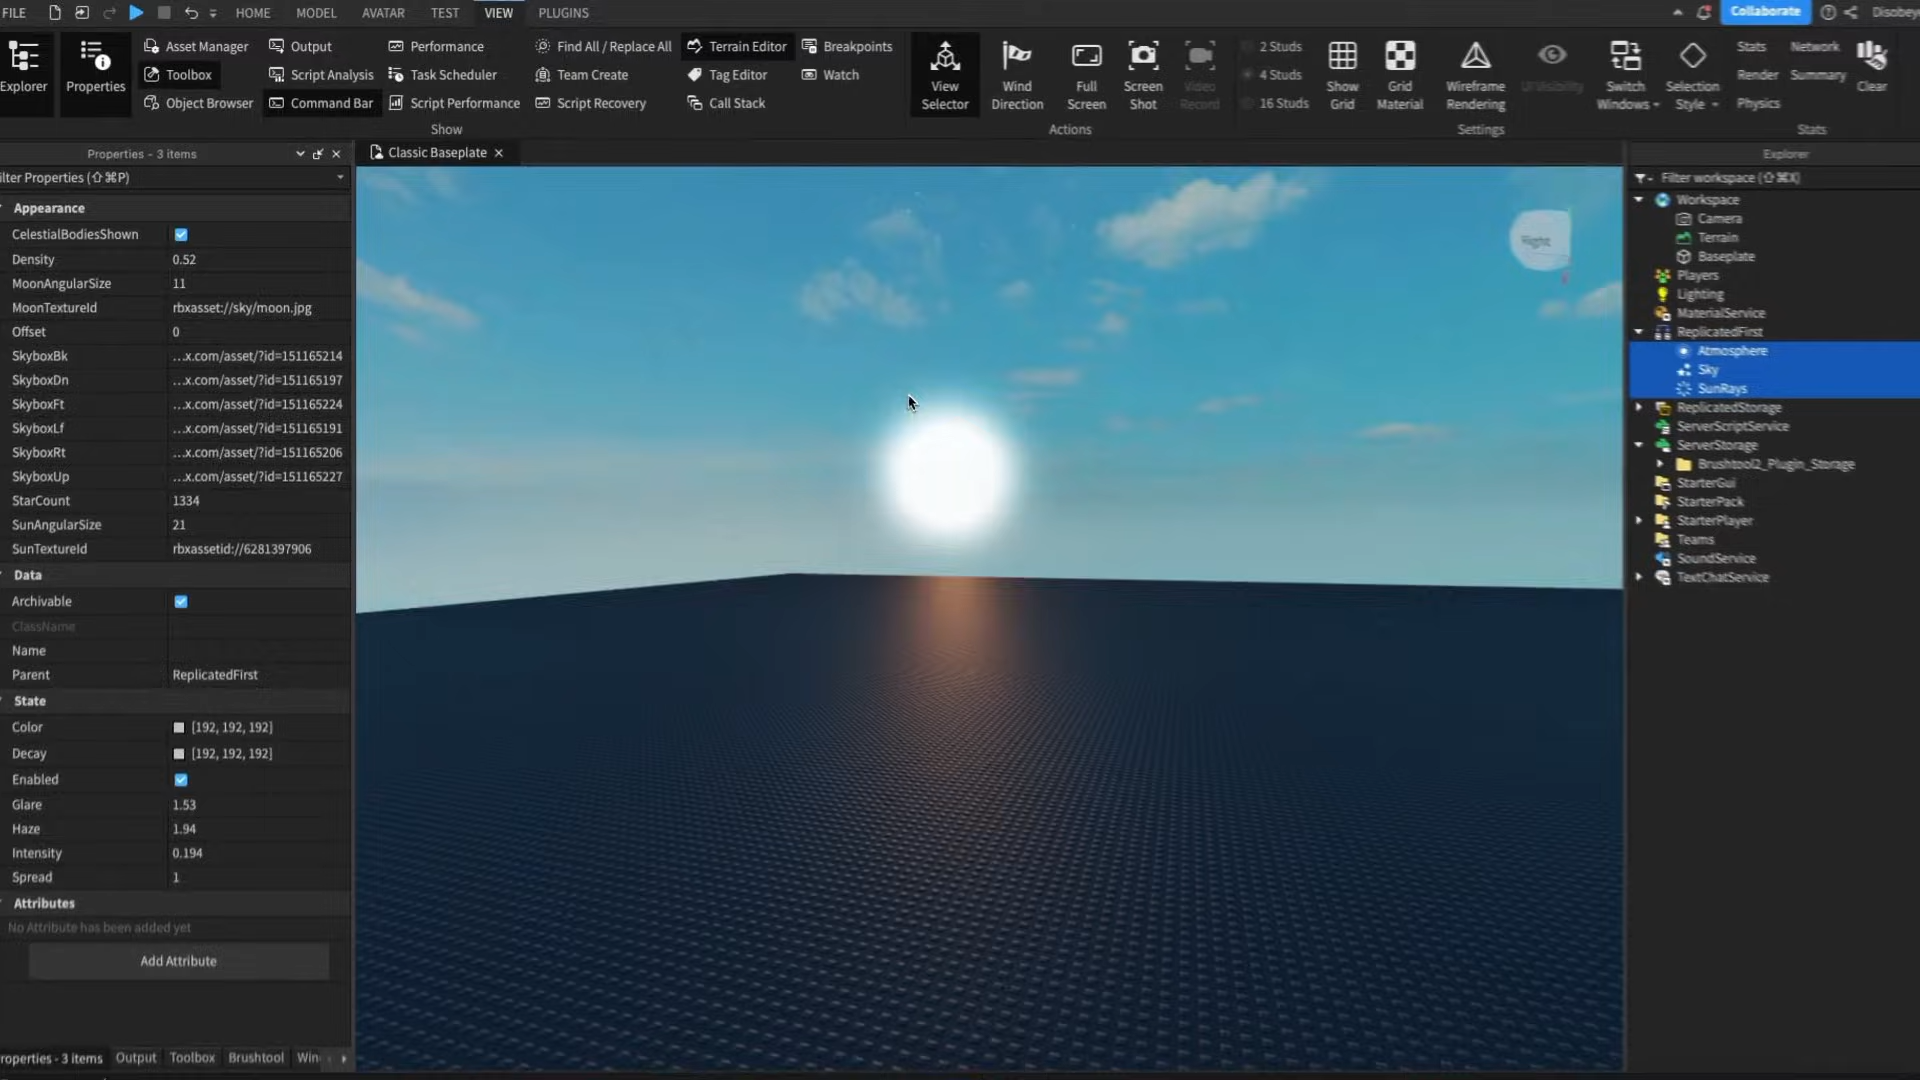 FILE HOME MODEL AVATAR TEST VIEW PLUGINS Collaborate
Explorer
Properties
Asset Manager
Toolbox
Object Browser
Output
Script Analysis
Command Bar
Performance
Task Scheduler
Script Performance
Find All / Replace All
Team Create
Script Recovery
Terrain Editor
Tag Editor
Call Stack
Breakpoints
Watch
Show
View
Selector
Wind
Direction
Full
Screen
Screen
Shot
Video
Record
Actions
2 Studs
4 Studs
16 Studs
Show
Grid
Grid
Material
Wireframe
Rendering
UI Visibility
Switch
Windows
Selection
Style
Settings
Stats
Network
Render
Summary
Physics
Clear
Stats
Properties - 3 items
ilter Properties (⇧⌘P)
Appearance
CelestialBodiesShown
Density 0.52
MoonAngularSize 11
MoonTextureId rbxasset://sky/moon.jpg
Offset 0
SkyboxBk ...x.com/asset/?id=151165214
SkyboxDn ...x.com/asset/?id=151165197
SkyboxFt ...x.com/asset/?id=151165224
SkyboxLf ...x.com/asset/?id=151165191
SkyboxRt ...x.com/asset/?id=151165206
SkyboxUp ...x.com/asset/?id=151165227
StarCount 1334
SunAngularSize 21
SunTextureId rbxassetid://6281397906
Data
Archivable
ClassName
Name
Parent ReplicatedFirst
State
Color [192, 192, 192]
Decay [192, 192, 192]
Enabled
Glare 1.53
Haze 1.94
Intensity 0.194
Spread 1
Attributes
No Attribute has been added yet
Add Attribute
roperties - 3 items Output Toolbox Brushtool Win
Classic Baseplate
Right
Explorer
Filter workspace (⇧⌘X)
Workspace
Camera
Terrain
Baseplate
Players
Lighting
MaterialService
ReplicatedFirst
Atmosphere
Sky
SunRays
ReplicatedStorage
ServerScriptService
ServerStorage
Brushtool2_Plugin_Storage
StarterGui
StarterPack
StarterPlayer
Teams
SoundService
TextChatService